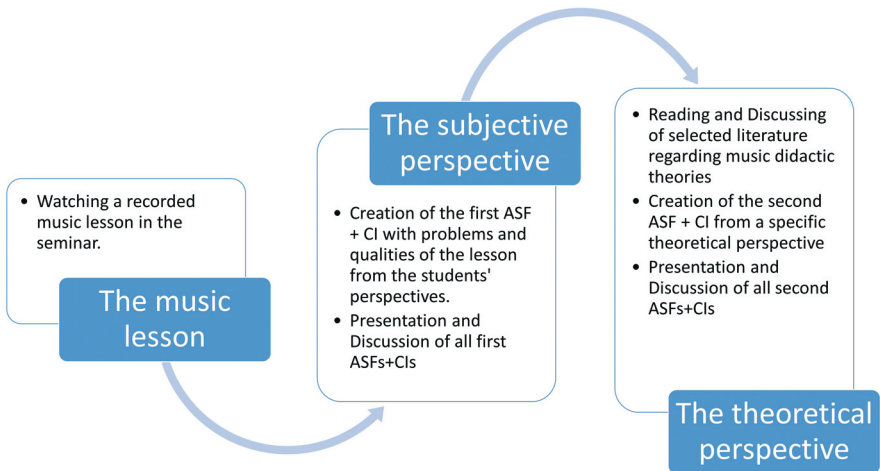 • Watching a recorded
music lesson in the
seminar.
The music
lesson
The subjective
perspective
• Creation of the first ASF
+ CI with problems and
qualities of the lesson
from the students'
perspectives.
• Presentation and
Discussion of all first
ASFs+CIs
• Reading and Discussing
of selected literature
regarding music didactic
theories
• Creation of the second
ASF + CI from a specific
theoretical perspective
• Presentation and
Discussion of all second
ASFs+CIs
The theoretical
perspective